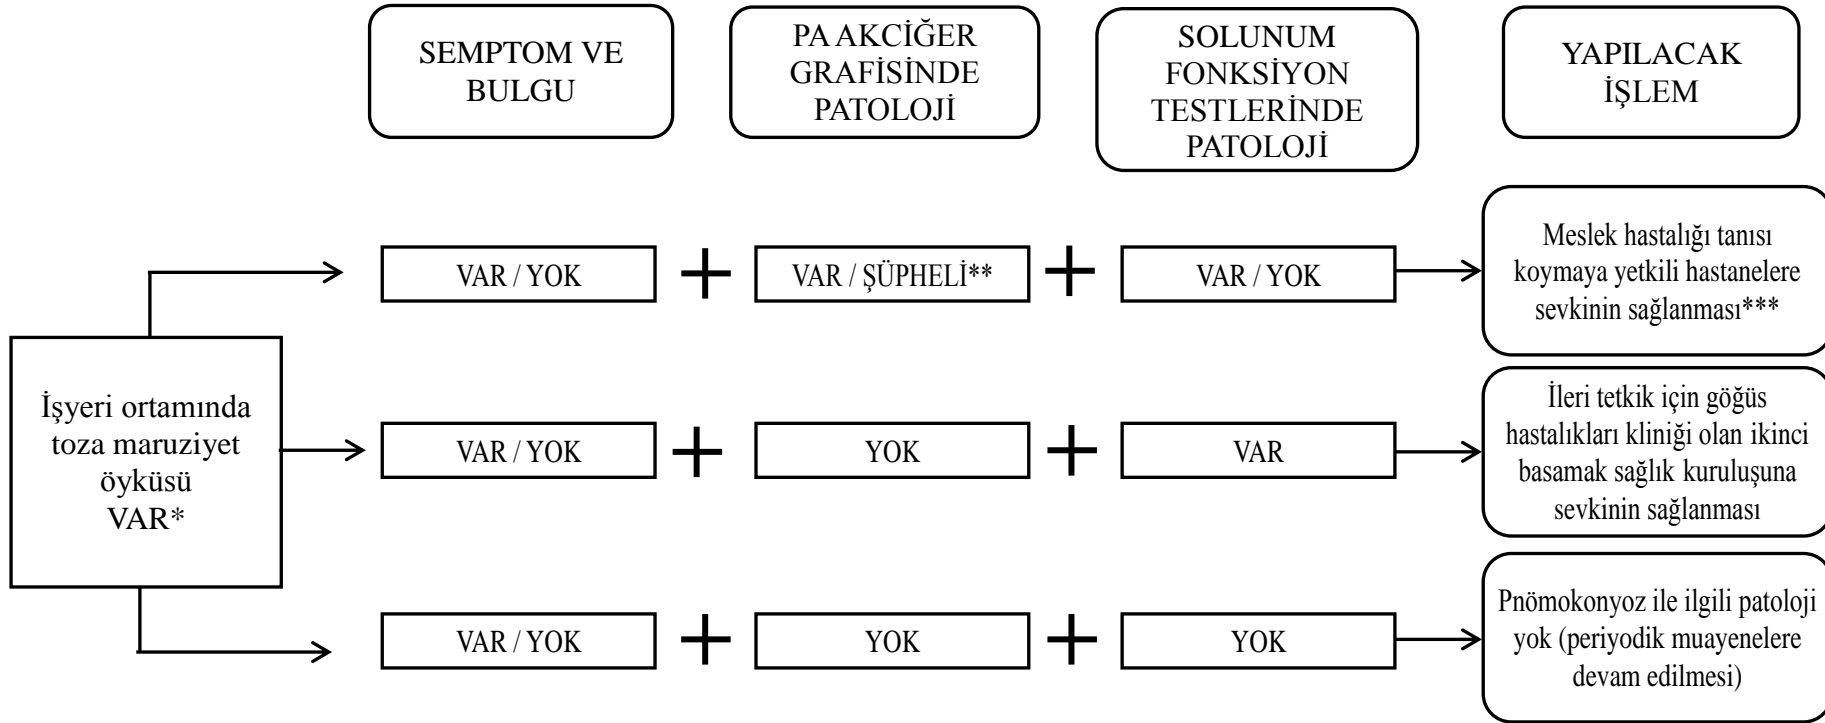 SEMPTOM VE
BULGU
PA AKCİĞER
GRAFİSİNDE
PATOLOJİ
SOLUNUM
FONKSİYON
TESTLERİNDE
PATOLOJİ
YAPILACAK
İŞLEM
İşyeri ortamında
toza maruziyet
öyküsü
VAR*
VAR / YOK
VAR / ŞÜPHELİ**
VAR / YOK
Meslek hastalığı tanısı
koymaya yetkili hastanelere
sevkinin sağlanması***
VAR / YOK
YOK
VAR
İleri tetkik için göğüs
hastalıkları kliniği olan ikinci
basamak sağlık kuruluşuna
sevkinin sağlanması
VAR / YOK
YOK
YOK
Pnömokonyoz ile ilgili patoloji
yok (periyodik muayenelere
devam edilmesi)